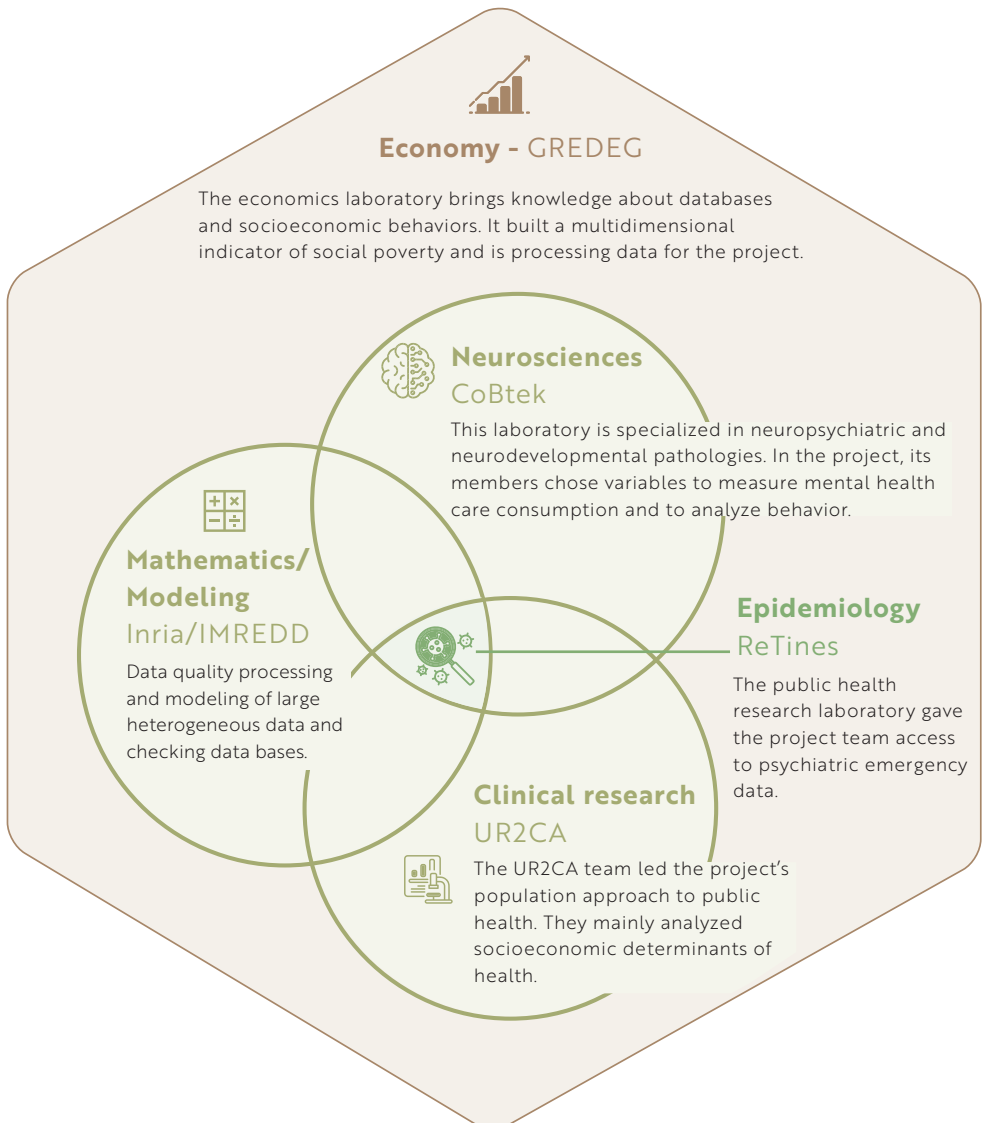 Economy - GREDEG
The economics laboratory brings knowledge about databases
and socioeconomic behaviors. It built a multidimensional
indicator of social poverty and is processing data for the project.
Neurosciences
CoBtek
This laboratory is specialized in neuropsychiatric and
neurodevelopmental pathologies. In the project, its
members chose variables to measure mental health
care consumption and to analyze behavior.
Mathematics/
Modeling
Inria/IMREDD
Data quality processing
and modeling of large
heterogeneous data and
checking data bases.
Epidemiology
ReTines
The public health
research laboratory gave
the project team access
to psychiatric emergency
data.
Clinical research
UR2CA
The UR2CA team led the project’s
population approach to public
health. They mainly analyzed
socioeconomic determinants of
health.